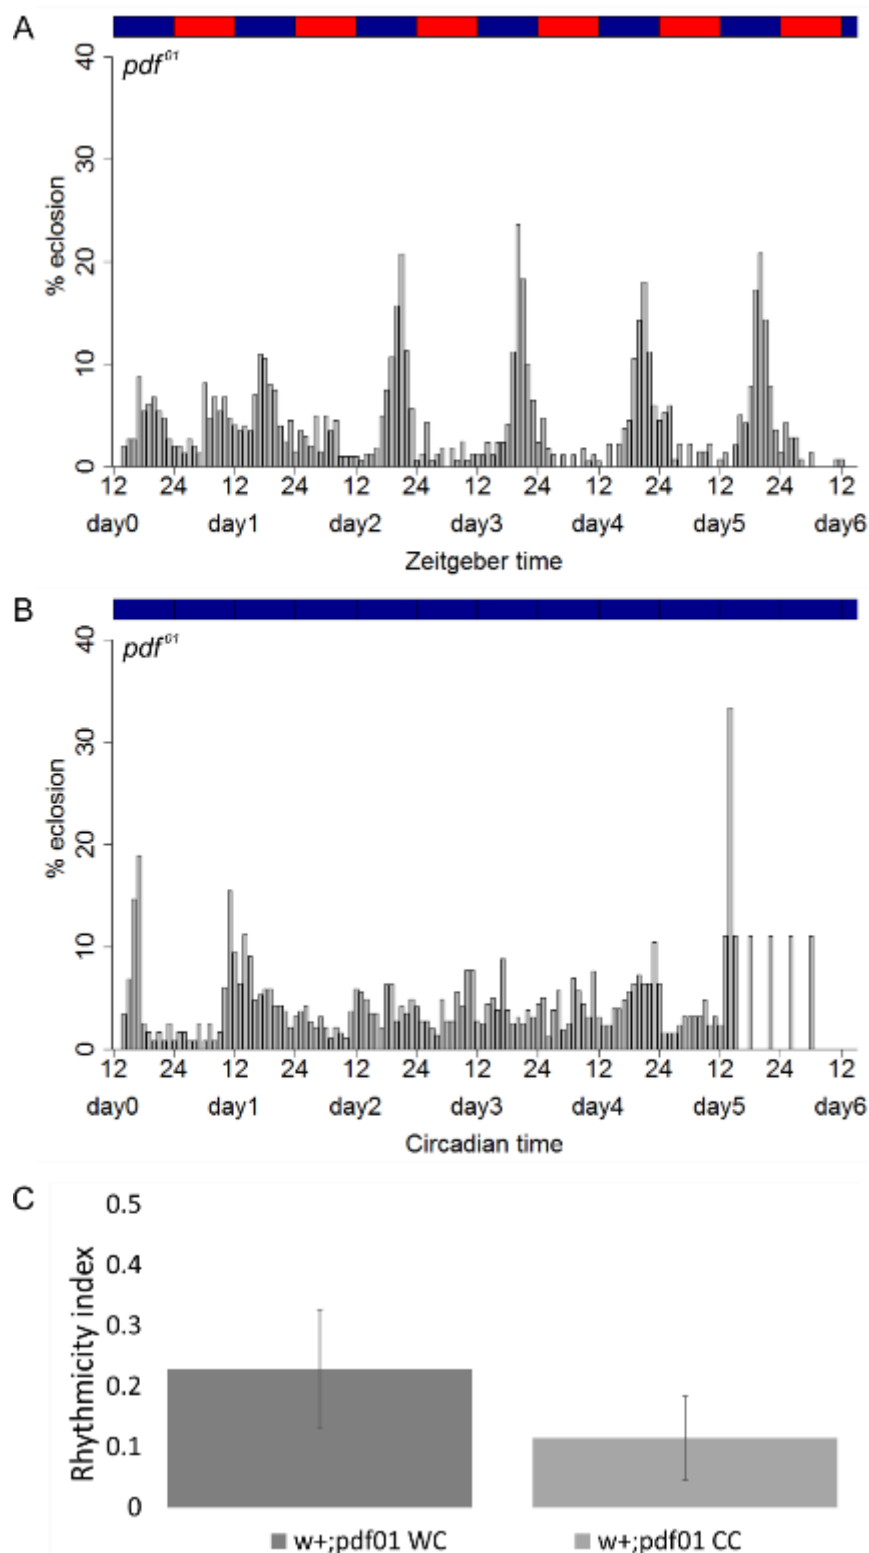 A
pdf⁰¹
40
30
20
10
0
% eclosion
12 24 12 24 12 24 12 24 12 24 12 24 12
day0 day1 day2 day3 day4 day5 day6
Zeitgeber time
B
pdf⁰¹
40
30
20
10
0
% eclosion
12 24 12 24 12 24 12 24 12 24 12 24 12
day0 day1 day2 day3 day4 day5 day6
Circadian time
C
0.5
0.4
0.3
0.2
0.1
0
Rhythmicity index
w+;pdf01 WC w+;pdf01 CC